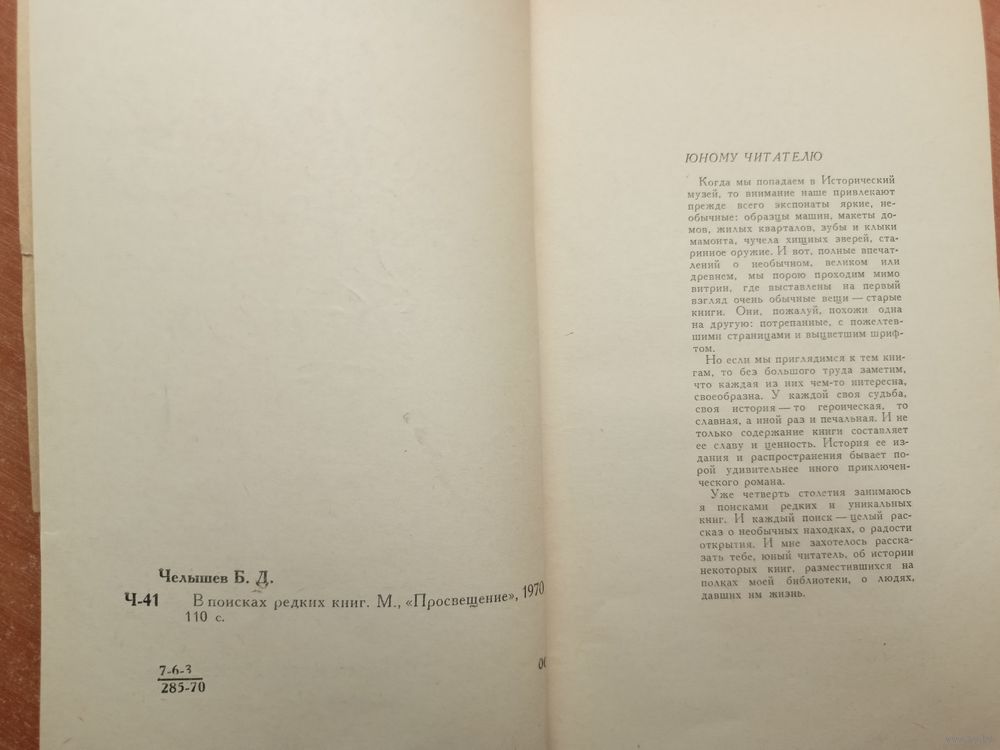 Челышев Б. Д.
Ч-41 В поисках редких книг. М., «Просвещение», 1970
110 с.
7-6-3
285-70
ЮНОМУ ЧИТАТЕЛЮ
Когда мы попадаем в Исторический
музей, то внимание наше привлекают
прежде всего экспонаты яркие, не-
обычные: образцы машин, макеты до-
мов, жилых кварталов, зубы и клыки
мамонта, чучела хищных зверей, ста-
ринное оружие. И вот, полные впечат-
лений о необычном, великом или
древнем, мы порою проходим мимо
витрин, где выставлены на первый
взгляд очень обычные вещи — старые
книги. Они, пожалуй, похожи одна
на другую: потрепанные, с пожелтев-
шими страницами и выцветшим шриф-
том.
Но если мы приглядимся к тем кни-
гам, то без большого труда заметим,
что каждая из них чем-то интересна,
своеобразна. У каждой своя судьба,
своя история — то героическая, то
славная, а иной раз и печальная. И не
только содержание книги составляет
ее славу и ценность. История ее из-
дания и распространения бывает по-
рой удивительнее иного приключен-
ческого романа.
Уже четверть столетия занимаюсь
я поисками редких и уникальных
книг. И каждый поиск — целый рас-
сказ о необычных находках, о радости
открытия. И мне захотелось расска-
зать тебе, юный читатель, об истории
некоторых книг, разместившихся на
полках моей библиотеки, о людях,
давших им жизнь.